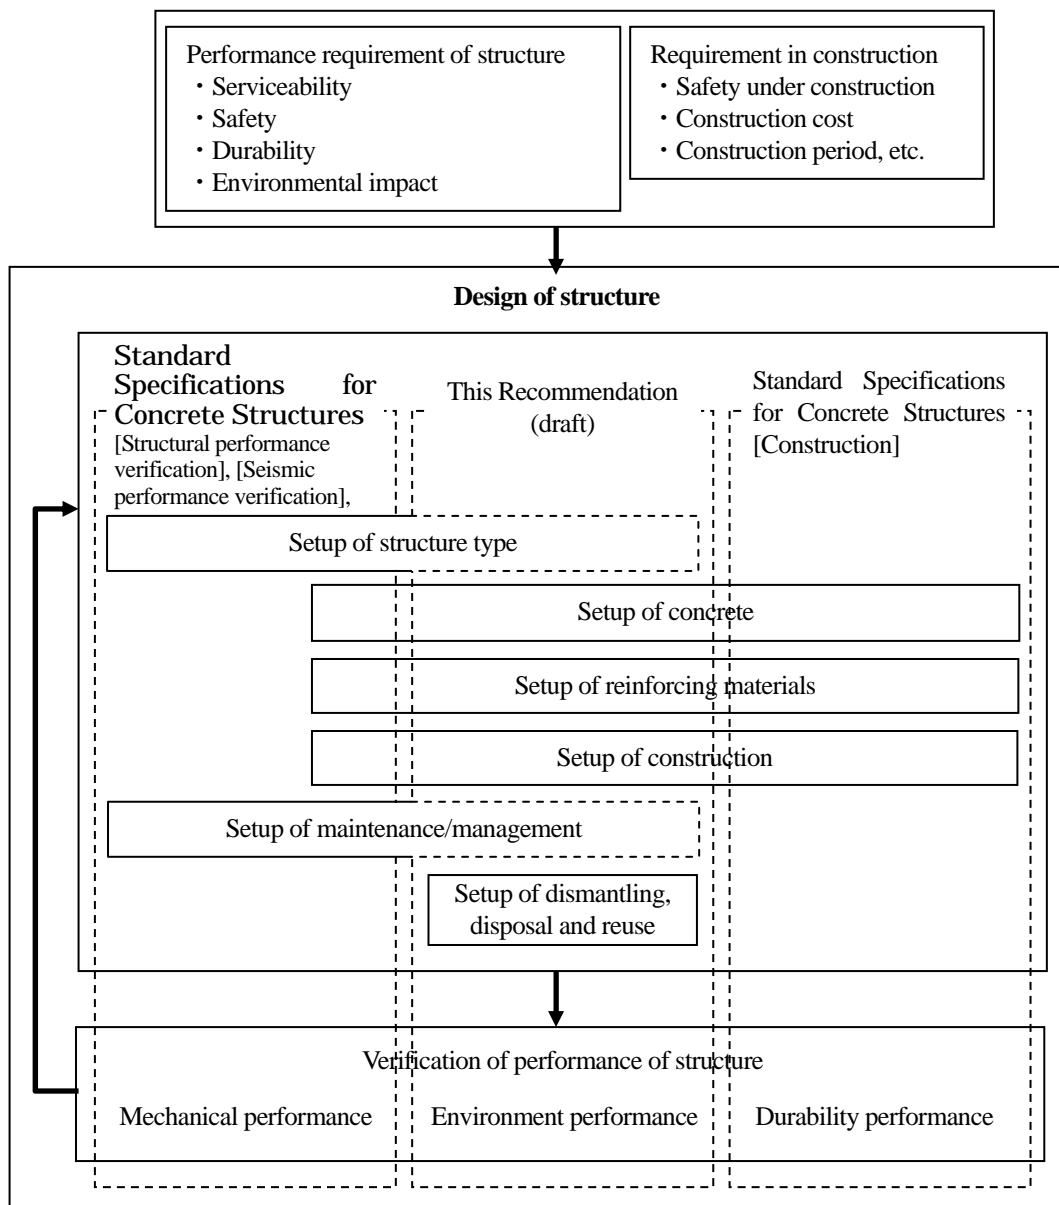 Performance requirement of structure
・Serviceability
・Safety
・Durability
・Environmental impact
Requirement in construction
・Safety under construction
・Construction cost
・Construction period, etc.
Design of structure
Standard
Specifications for
Concrete Structures
[Structural performance
verification], [Seismic
performance verification],
This Recommendation
(draft)
Standard Specifications
for Concrete Structures
[Construction]
Setup of structure type
Setup of concrete
Setup of reinforcing materials
Setup of construction
Setup of maintenance/management
Setup of dismantling,
disposal and reuse
Verification of performance of structure
Mechanical performance
Environment performance
Durability performance